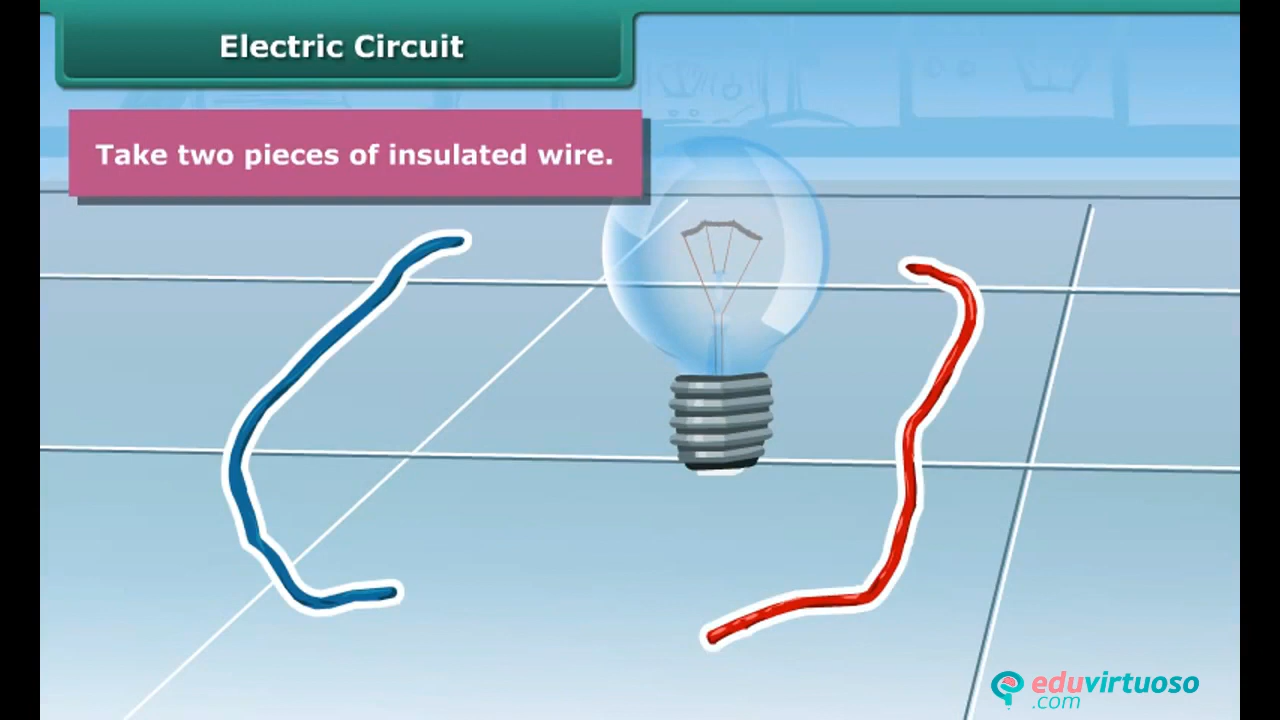 Electric Circuit
Take two pieces of insulated wire.
eduvirtuoso
.com